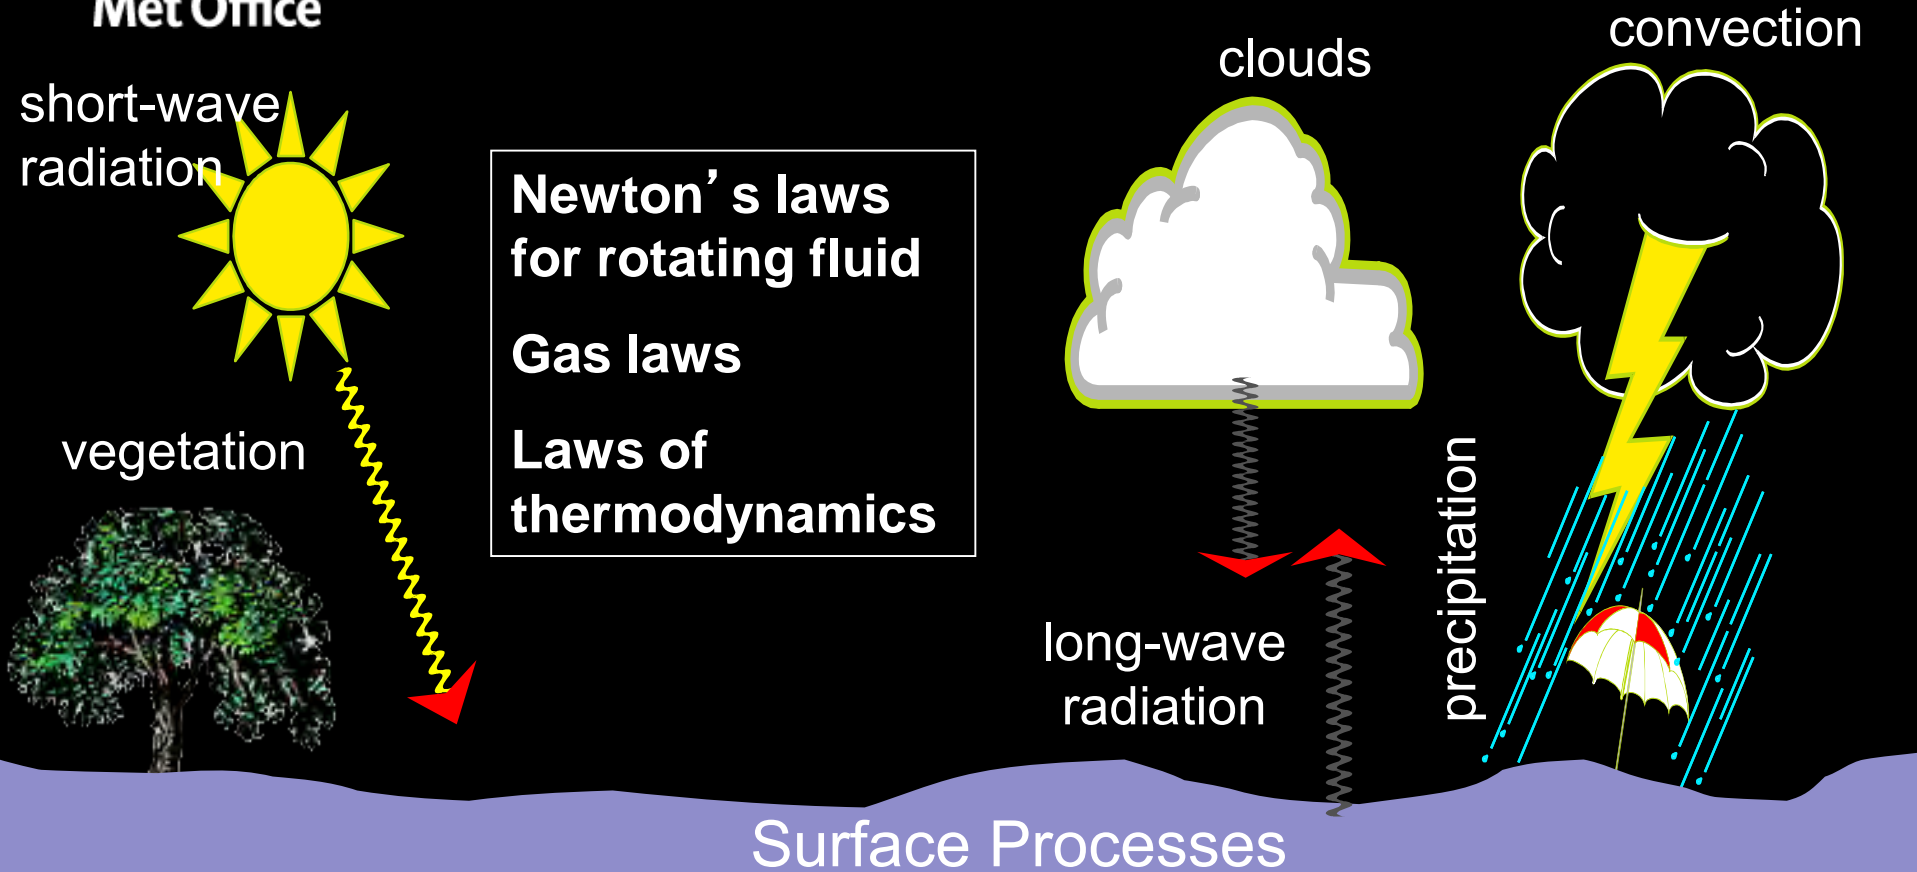 Met Office
short-wave
radiation
vegetation
Newton’s laws
for rotating fluid
Gas laws
Laws of
thermodynamics
clouds
convection
long-wave
radiation
precipitation
Surface Processes